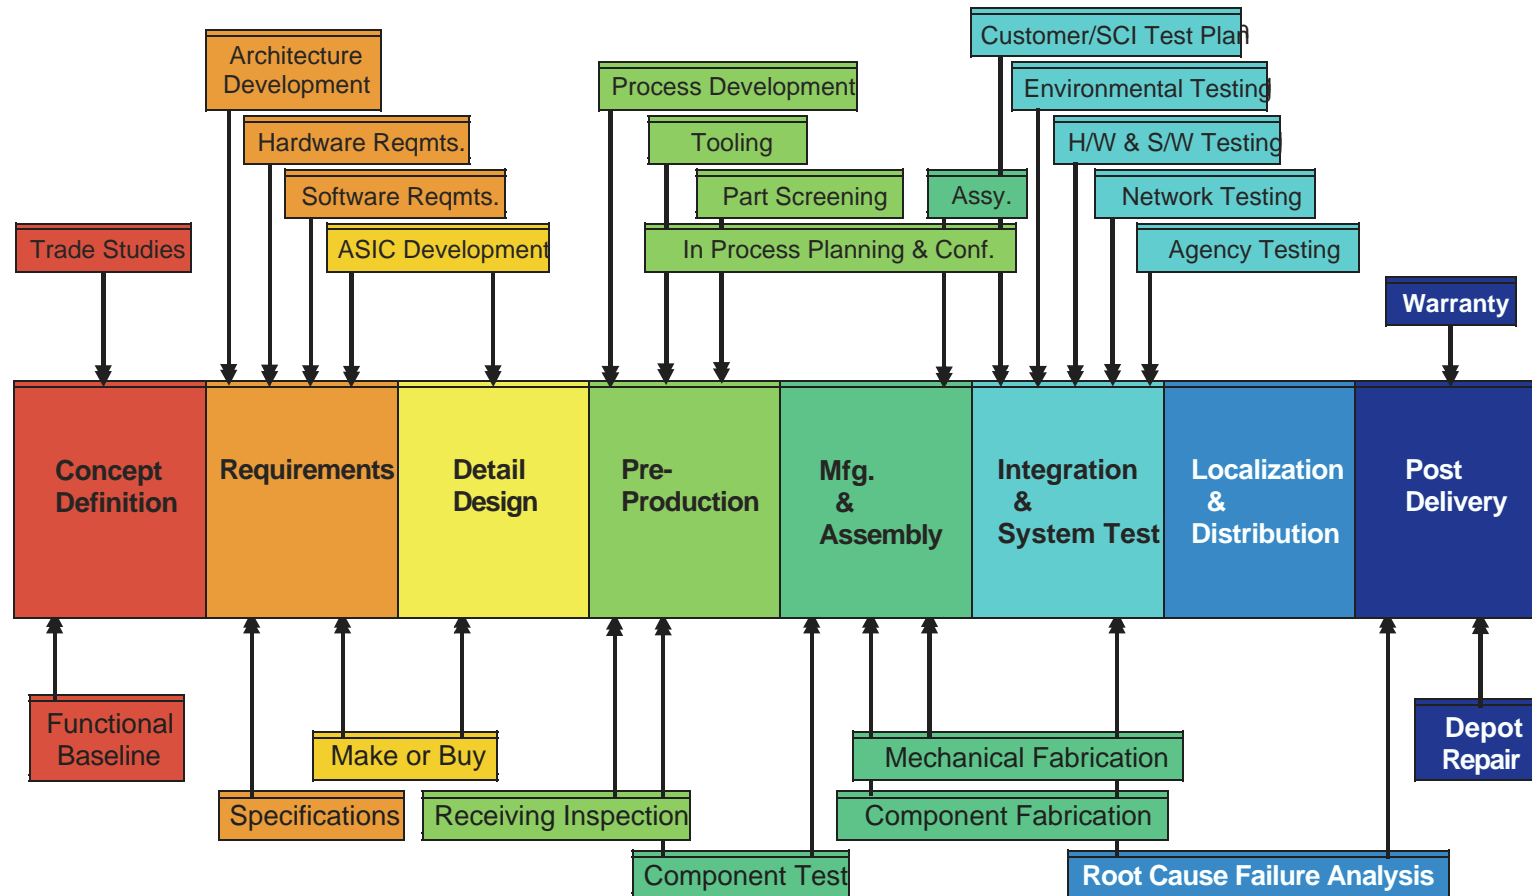 Customer/SCI Test Plan
Architecture
Development
Process Development
Environmental Testing
Hardware Reqmts.
Tooling
H/W & S/W Testing
Software Reqmts.
Part Screening
Assy.
Network Testing
Trade Studies
ASIC Development
In Process Planning & Conf.
Agency Testing
Warranty
Concept
Definition
Requirements
Detail
Design
Pre-
Production
Mfg.
&
Assembly
Integration
&
System Test
Localization
&
Distribution
Post
Delivery
Functional
Baseline
Make or Buy
Mechanical Fabrication
Depot
Repair
Specifications
Receiving Inspection
Component Fabrication
Component Test
Root Cause Failure Analysis